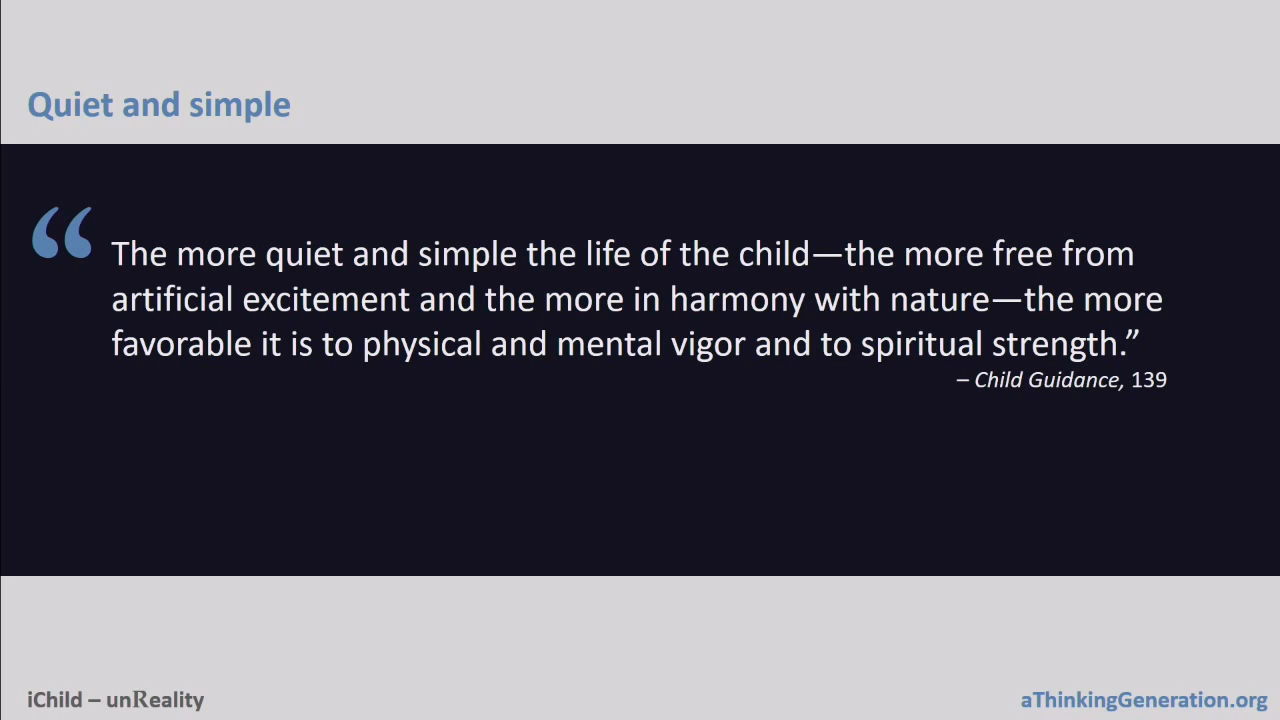 Quiet and simple
“
The more quiet and simple the life of the child—the more free from
artificial excitement and the more in harmony with nature—the more
favorable it is to physical and mental vigor and to spiritual strength.”
– Child Guidance, 139
iChild – unReality
aThinkingGeneration.org